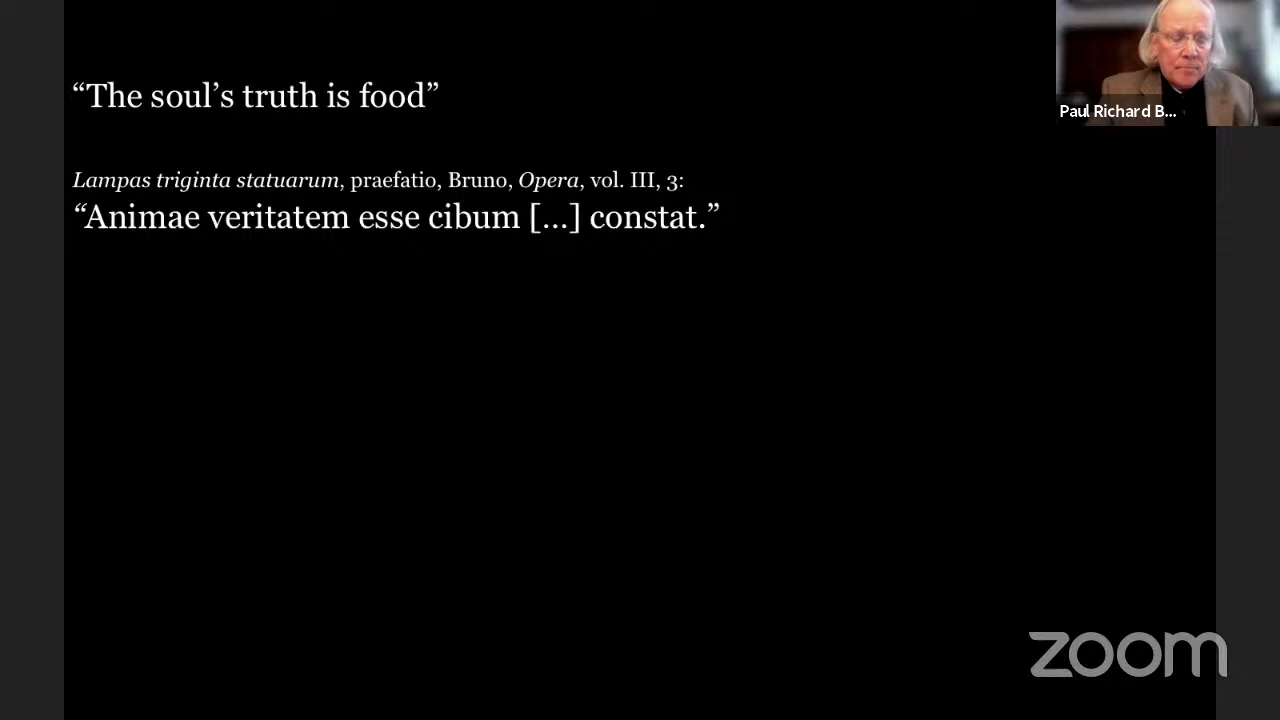 “The soul’s truth is food”
Lampas triginta statuarum, praefatio, Bruno, Opera, vol. III, 3:
“Animae veritatem esse cibum [...] constat.”
Paul Richard B...
zoom